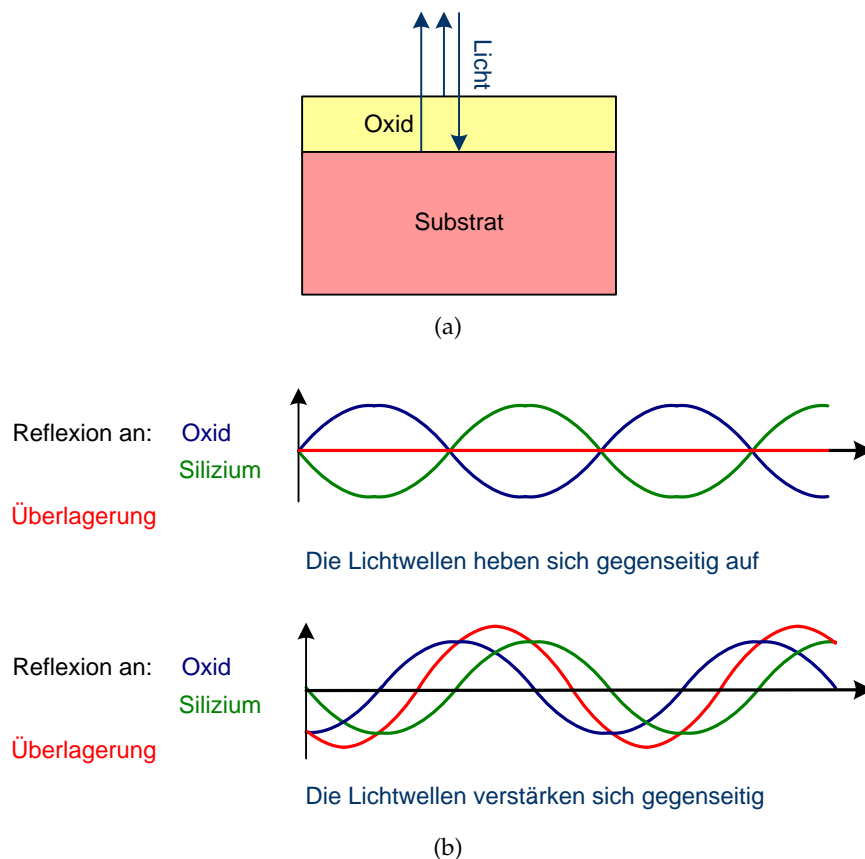 Licht
Oxid
Substrat
(a)
Reflexion an: Oxid
Silizium
Überlagerung
Die Lichtwellen heben sich gegenseitig auf
Reflexion an: Oxid
Silizium
Überlagerung
Die Lichtwellen verstärken sich gegenseitig
(b)